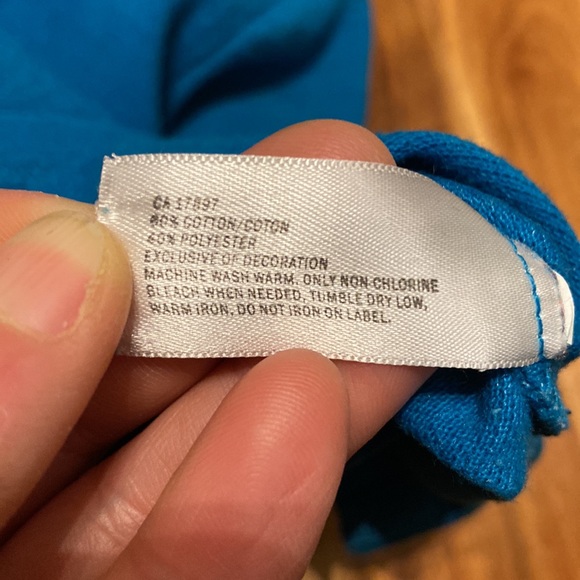 CA 17897
60% COTTON/COTON
40% POLYESTER
EXCLUSIVE OF DECORATION
MACHINE WASH WARM, ONLY NON CHLORINE
BLEACH WHEN NEEDED, TUMBLE DRY LOW,
WARM IRON. DO NOT IRON ON LABEL.